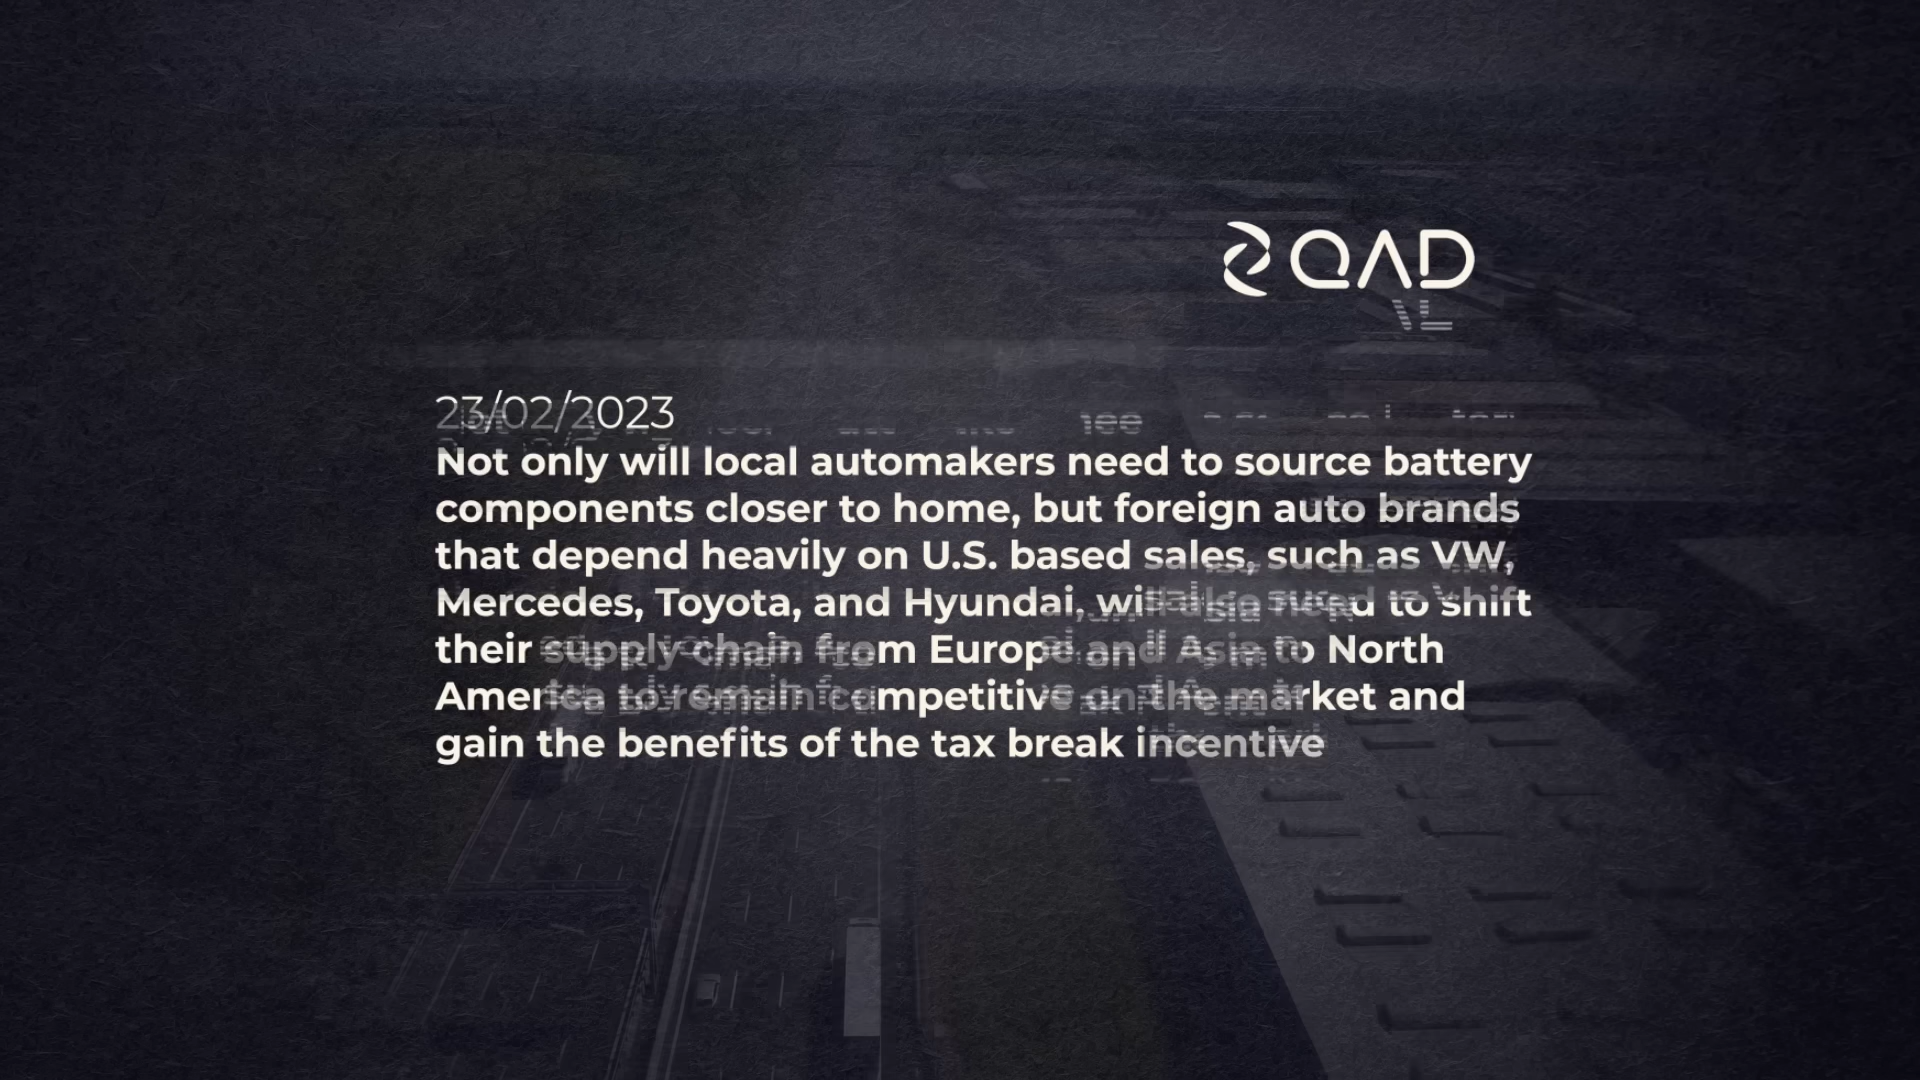 QAD
23/02/2023
Not only will local automakers need to source battery
components closer to home, but foreign auto brands
that depend heavily on U.S. based sales, such as VW,
Mercedes, Toyota, and Hyundai, will also need to shift
their supply chain from Europe and Asia to North
America to remain competitive on the market and
gain the benefits of the tax break incentive